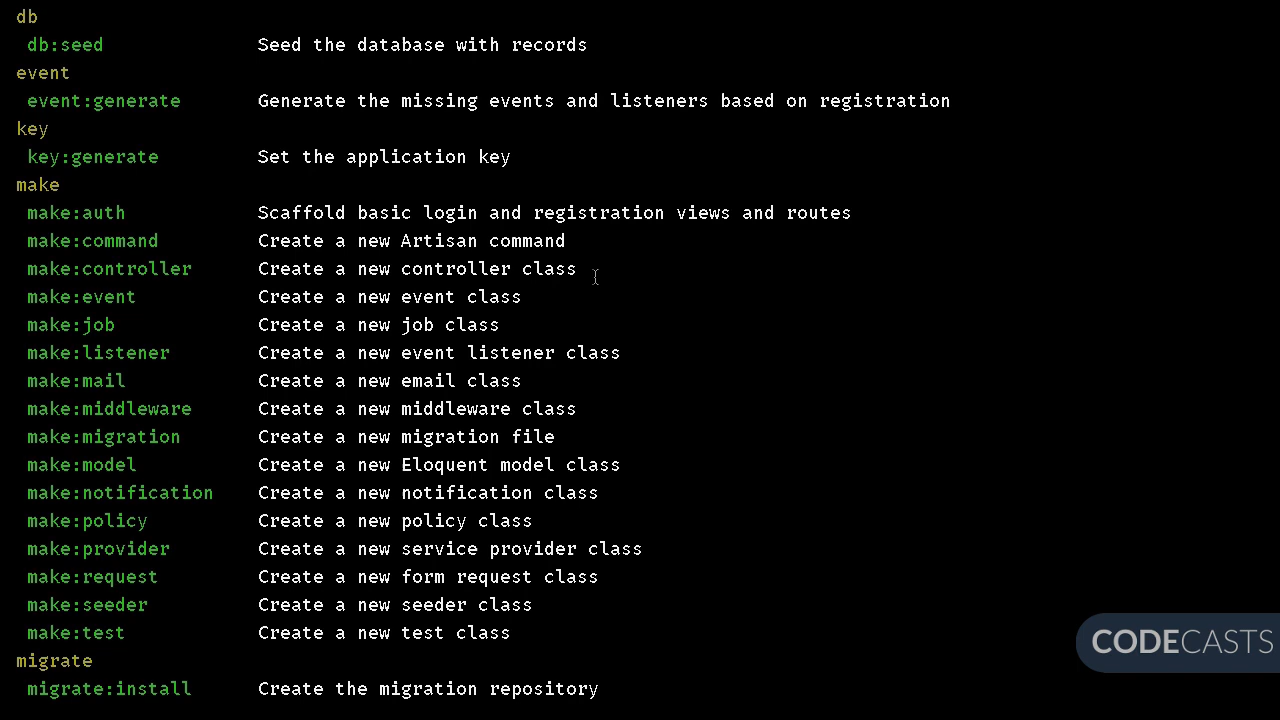 db
db:seed Seed the database with records
event
event:generate Generate the missing events and listeners based on registration
key
key:generate Set the application key
make
make:auth Scaffold basic login and registration views and routes
make:command Create a new Artisan command
make:controller Create a new controller class
make:event Create a new event class
make:job Create a new job class
make:listener Create a new event listener class
make:mail Create a new email class
make:middleware Create a new middleware class
make:migration Create a new migration file
make:model Create a new Eloquent model class
make:notification Create a new notification class
make:policy Create a new policy class
make:provider Create a new service provider class
make:request Create a new form request class
make:seeder Create a new seeder class
make:test Create a new test class
CODECASTS
migrate
migrate:install Create the migration repository